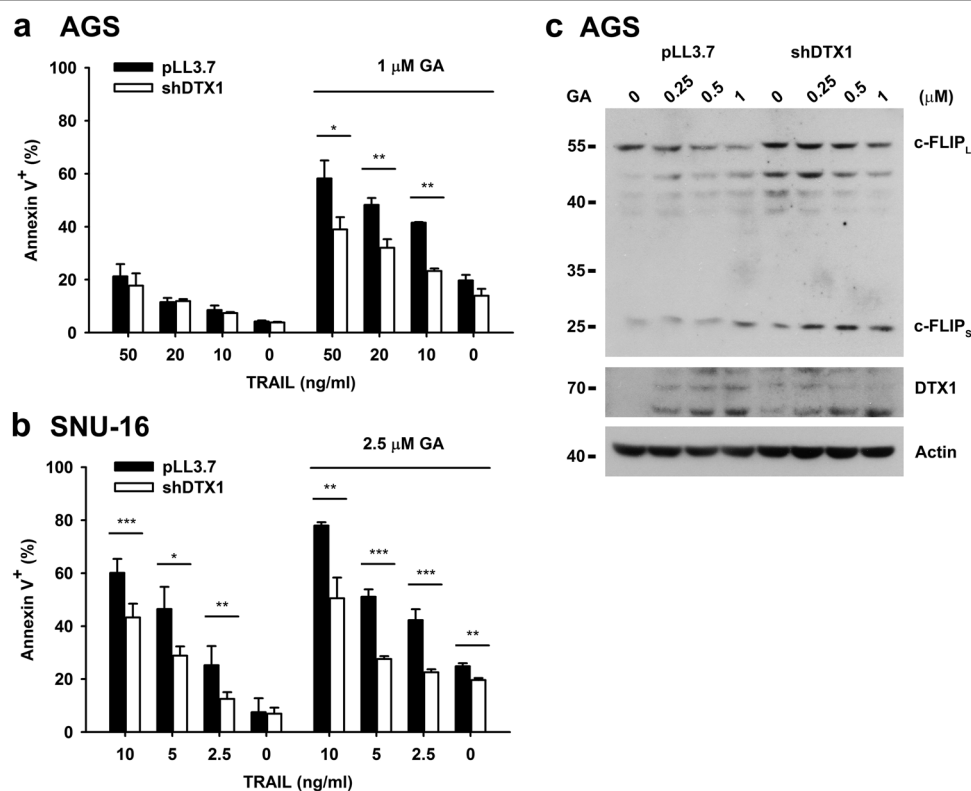 a AGS
100
80
60
40
20
0
Annexin V+ (%)
pLL3.7
shDTX1
1 μM GA
*
**
**
50 20 10 0 50 20 10 0
TRAIL (ng/ml)
b SNU-16
100
80
60
40
20
0
Annexin V+ (%)
pLL3.7
shDTX1
2.5 μM GA
***
*
**
**
***
***
**
10 5 2.5 0 10 5 2.5 0
TRAIL (ng/ml)
c AGS
pLL3.7 shDTX1
GA 0 0.25 0.5 1 0 0.25 0.5 1 (μM)
55 c-FLIPL
40
35
25 c-FLIPS
70 DTX1
40 Actin